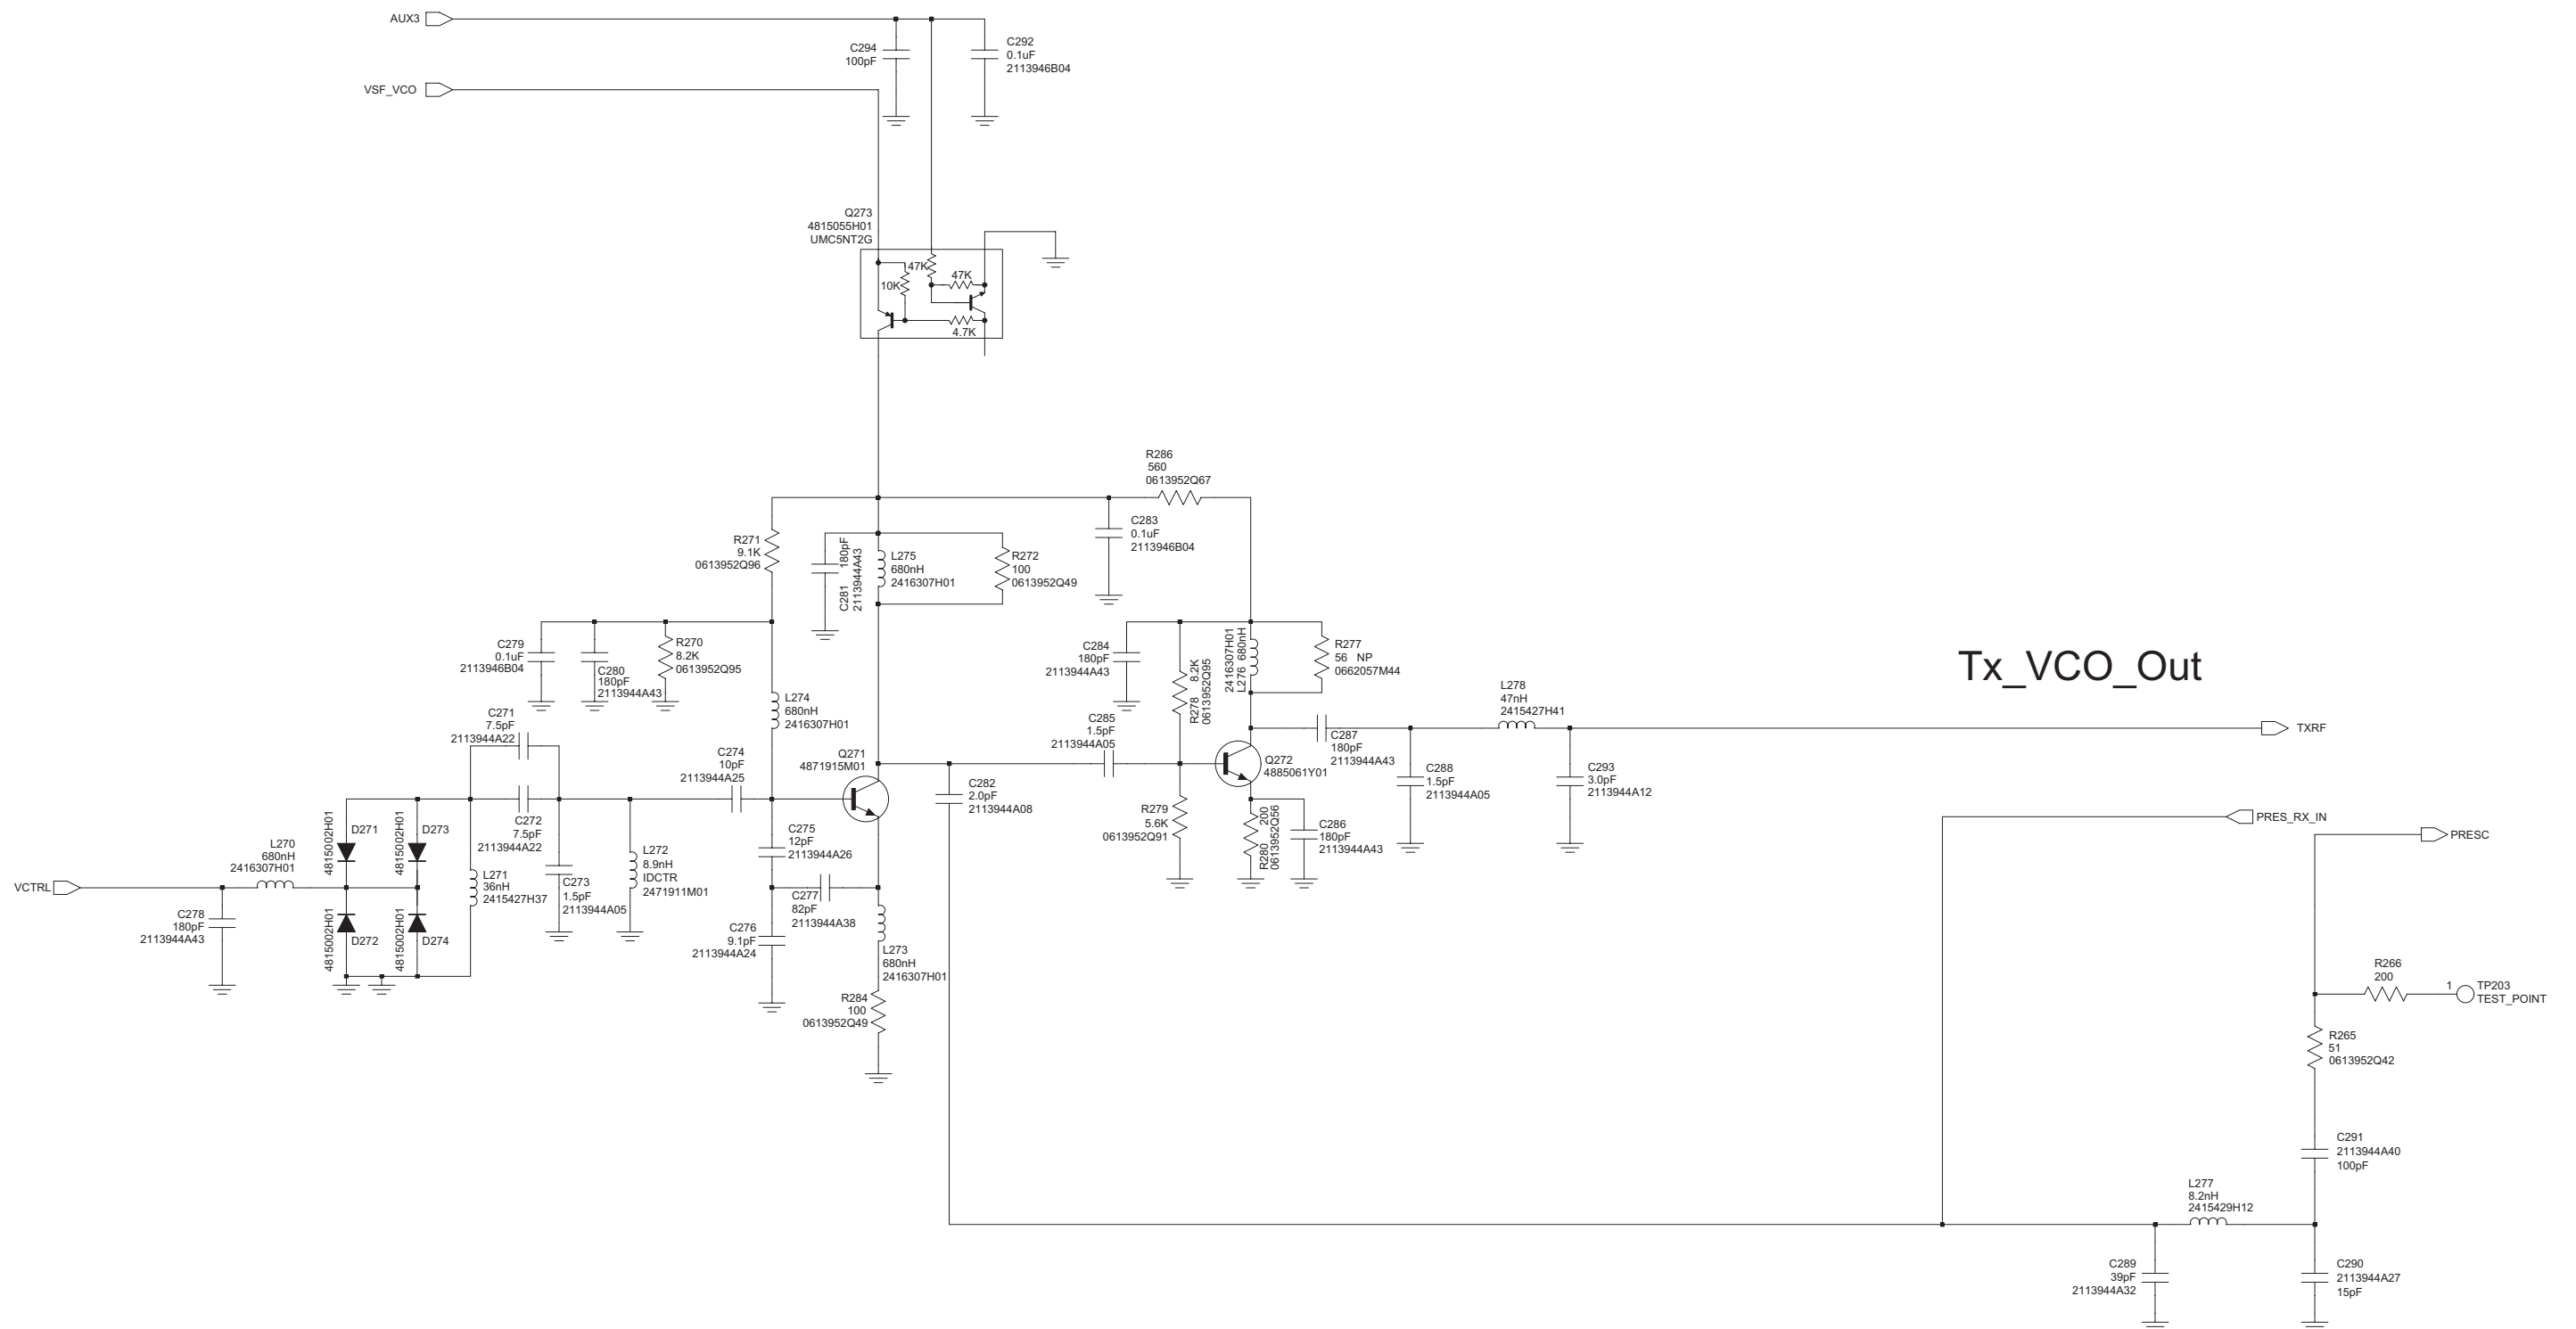 AUX3
C294
100pF
C292
0.1uF
2113946B04
VSF_VCO
Q273
4815055H01
UMC5NT2G
47K
10K
47K
4.7K
R286
560
0613952Q67
R271
9.1K
0613952Q96
C281
180pF
2113944A43
L275
680nH
2416307H01
R272
100
0613952Q49
C283
0.1uF
2113946B04
C279
0.1uF
2113946B04
C280
180pF
2113944A43
R270
8.2K
0613952Q95
L274
680nH
2416307H01
C284
180pF
2113944A43
R278 8.2K
0613952Q95
2416307H01
L276 680nH
R277
56 NP
0662057M44
Tx_VCO_Out
L278
47nH
2415427H41
TXRF
C271
7.5pF
2113944A22
C272
7.5pF
2113944A22
C274
10pF
2113944A25
Q271
4871915M01
C285
1.5pF
2113944A05
Q272
4885061Y01
C287
180pF
2113944A43
C288
1.5pF
2113944A05
C293
3.0pF
2113944A12
C282
2.0pF
2113944A08
R279
5.6K
0613952Q91
R280 200
0613952Q56
C286
180pF
2113944A43
PRES_RX_IN
PRESC
VCTRL
L270
680nH
2416307H01
C278
180pF
2113944A43
4815002H01
D271
4815002H01
D273
4815002H01
D272
4815002H01
D274
L271
36nH
2415427H37
C273
1.5pF
2113944A05
L272
8.9nH
IDCTR
2471911M01
C275
12pF
2113944A26
C277
82pF
2113944A38
C276
9.1pF
2113944A24
L273
680nH
2416307H01
R284
100
0613952Q49
R266
200
1
TP203
TEST_POINT
R265
51
0613952Q42
C291
2113944A40
100pF
L277
8.2nH
2415429H12
C289
39pF
2113944A32
C290
2113944A27
15pF